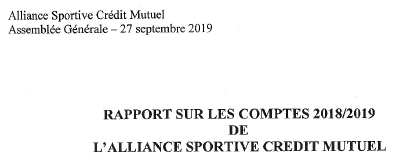 Alliance Sportive Crédit Mutuel
Assemblée Générale – 27 septembre 2019
RAPPORT SUR LES COMPTES 2018/2019
DE
L'ALLIANCE SPORTIVE CREDIT MUTUEL